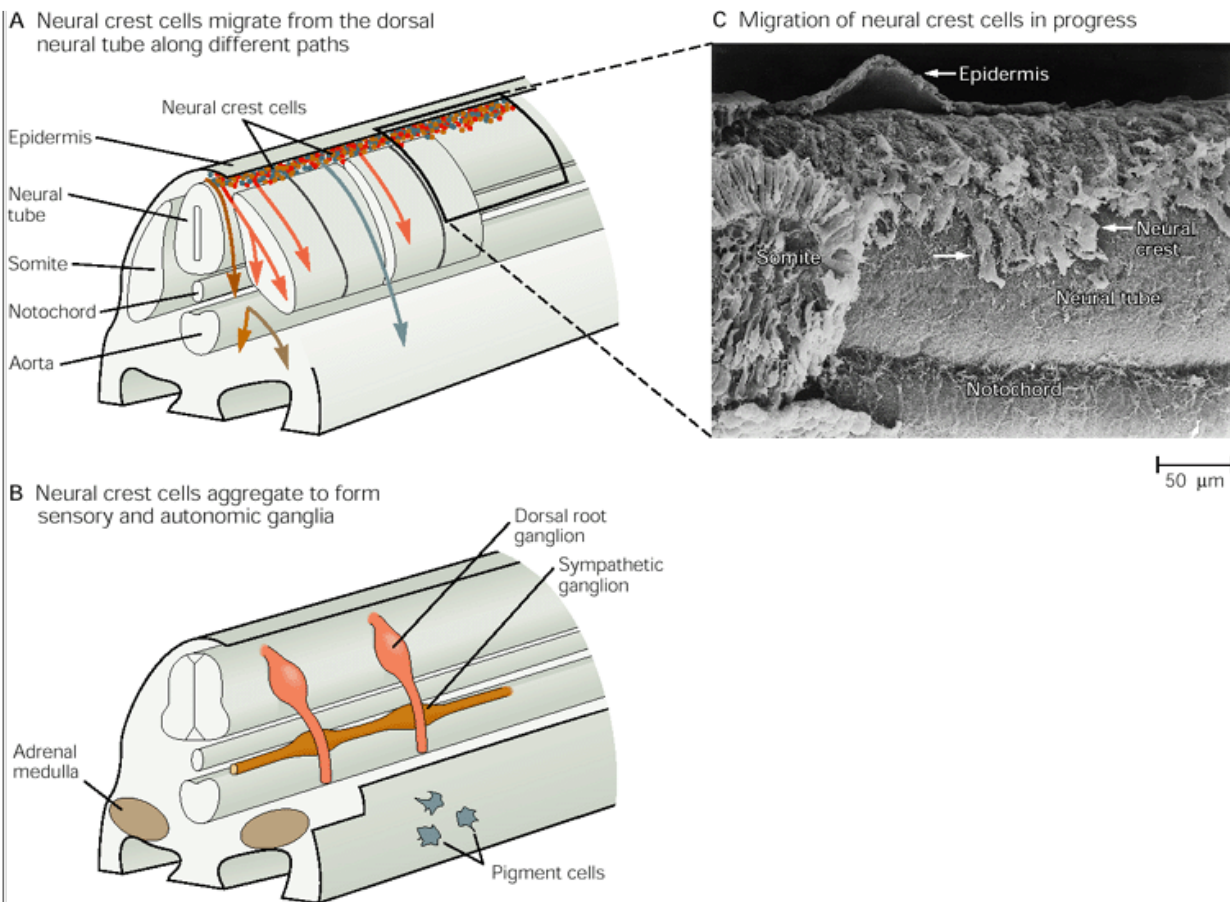 A Neural crest cells migrate from the dorsal
neural tube along different paths
Neural crest cells
Epidermis
Neural
tube
Somite
Notochord
Aorta
C Migration of neural crest cells in progress
Epidermis
Neural
crest
Somite
Neural tube
Notochord
50 μm
B Neural crest cells aggregate to form
sensory and autonomic ganglia
Dorsal root
ganglion
Sympathetic
ganglion
Adrenal
medulla
Pigment cells